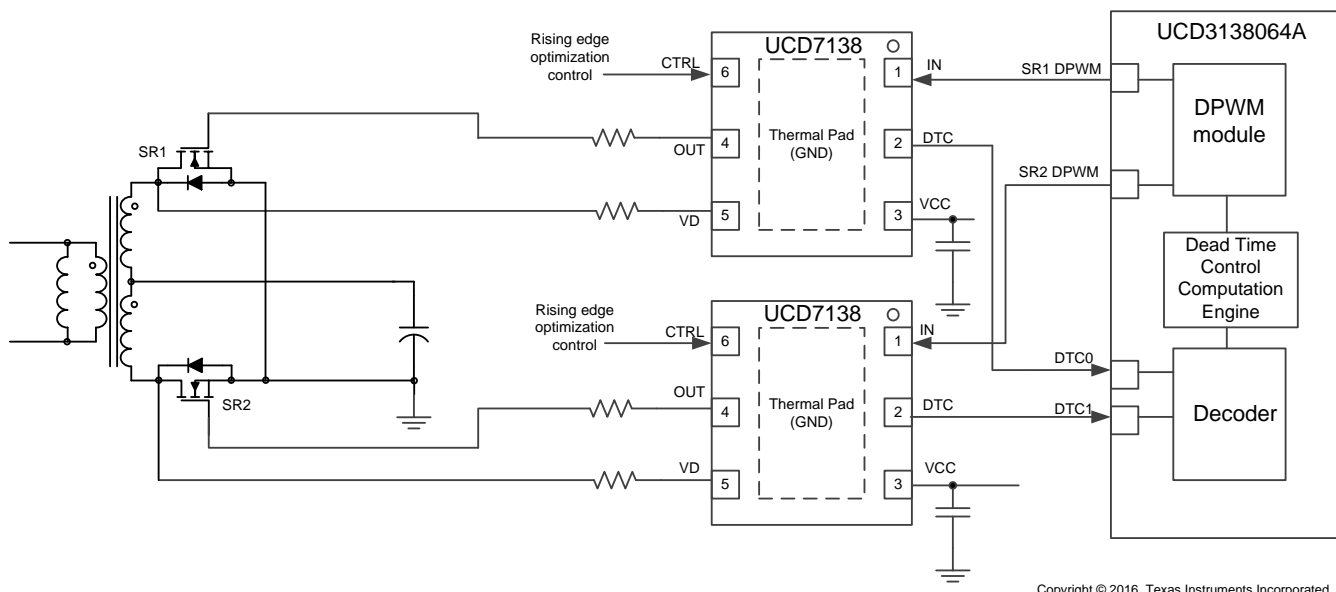 UCD7138
Rising edge
optimization
control
CTRL
6
1
IN
SR1 DPWM
SR1
Thermal Pad
(GND)
OUT
4
2
DTC
VD
5
3
VCC
SR2 DPWM
UCD3138064A
DPWM
module
Dead Time
Control
Computation
Engine
UCD7138
Rising edge
optimization
control
CTRL
6
1
IN
DTC0
SR2
Thermal Pad
(GND)
OUT
4
2
DTC
DTC1
Decoder
VD
5
3
VCC
Copyright © 2016, Texas Instruments Incorporated